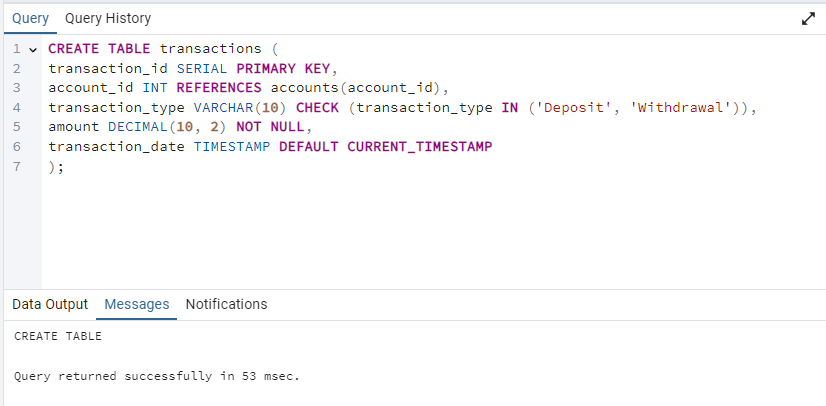 Query Query History
1 CREATE TABLE transactions (
2 transaction_id SERIAL PRIMARY KEY,
3 account_id INT REFERENCES accounts(account_id),
4 transaction_type VARCHAR(10) CHECK (transaction_type IN ('Deposit', 'Withdrawal')),
5 amount DECIMAL(10, 2) NOT NULL,
6 transaction_date TIMESTAMP DEFAULT CURRENT_TIMESTAMP
7 );
Data Output Messages Notifications
CREATE TABLE
Query returned successfully in 53 msec.